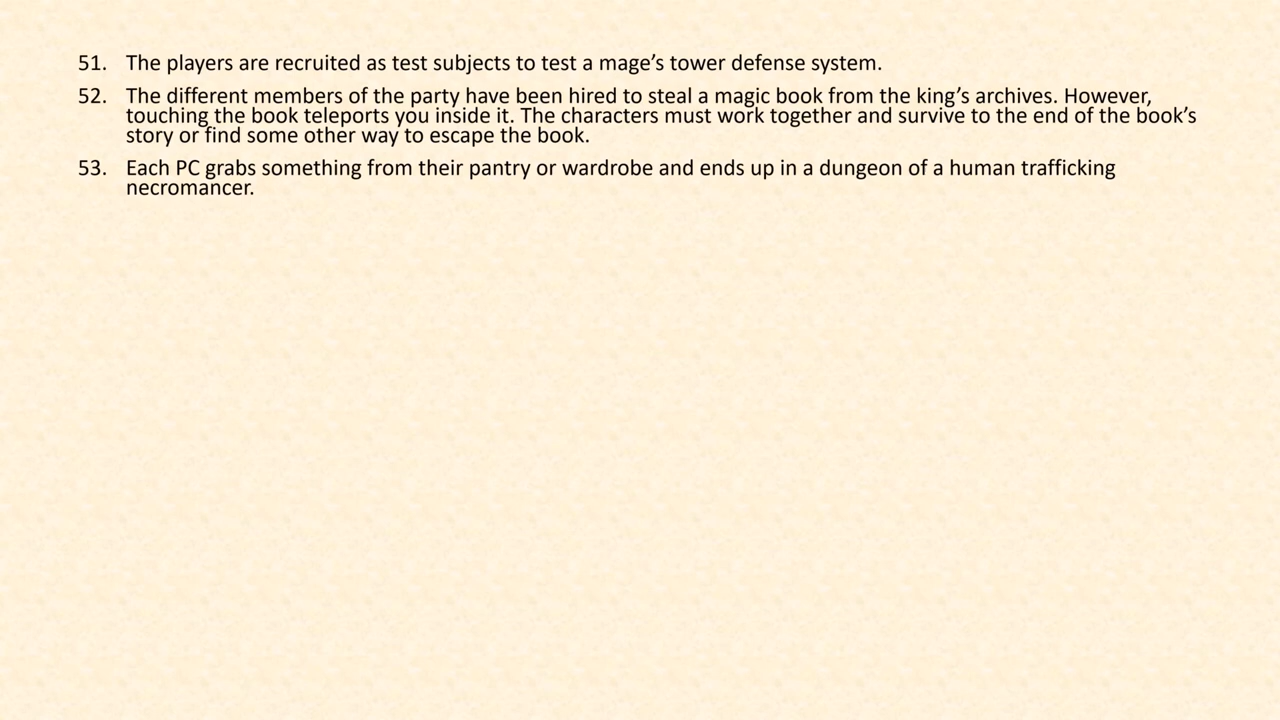 51. The players are recruited as test subjects to test a mage’s tower defense system.
52. The different members of the party have been hired to steal a magic book from the king’s archives. However,
touching the book teleports you inside it. The characters must work together and survive to the end of the book’s
story or find some other way to escape the book.
53. Each PC grabs something from their pantry or wardrobe and ends up in a dungeon of a human trafficking
necromancer.